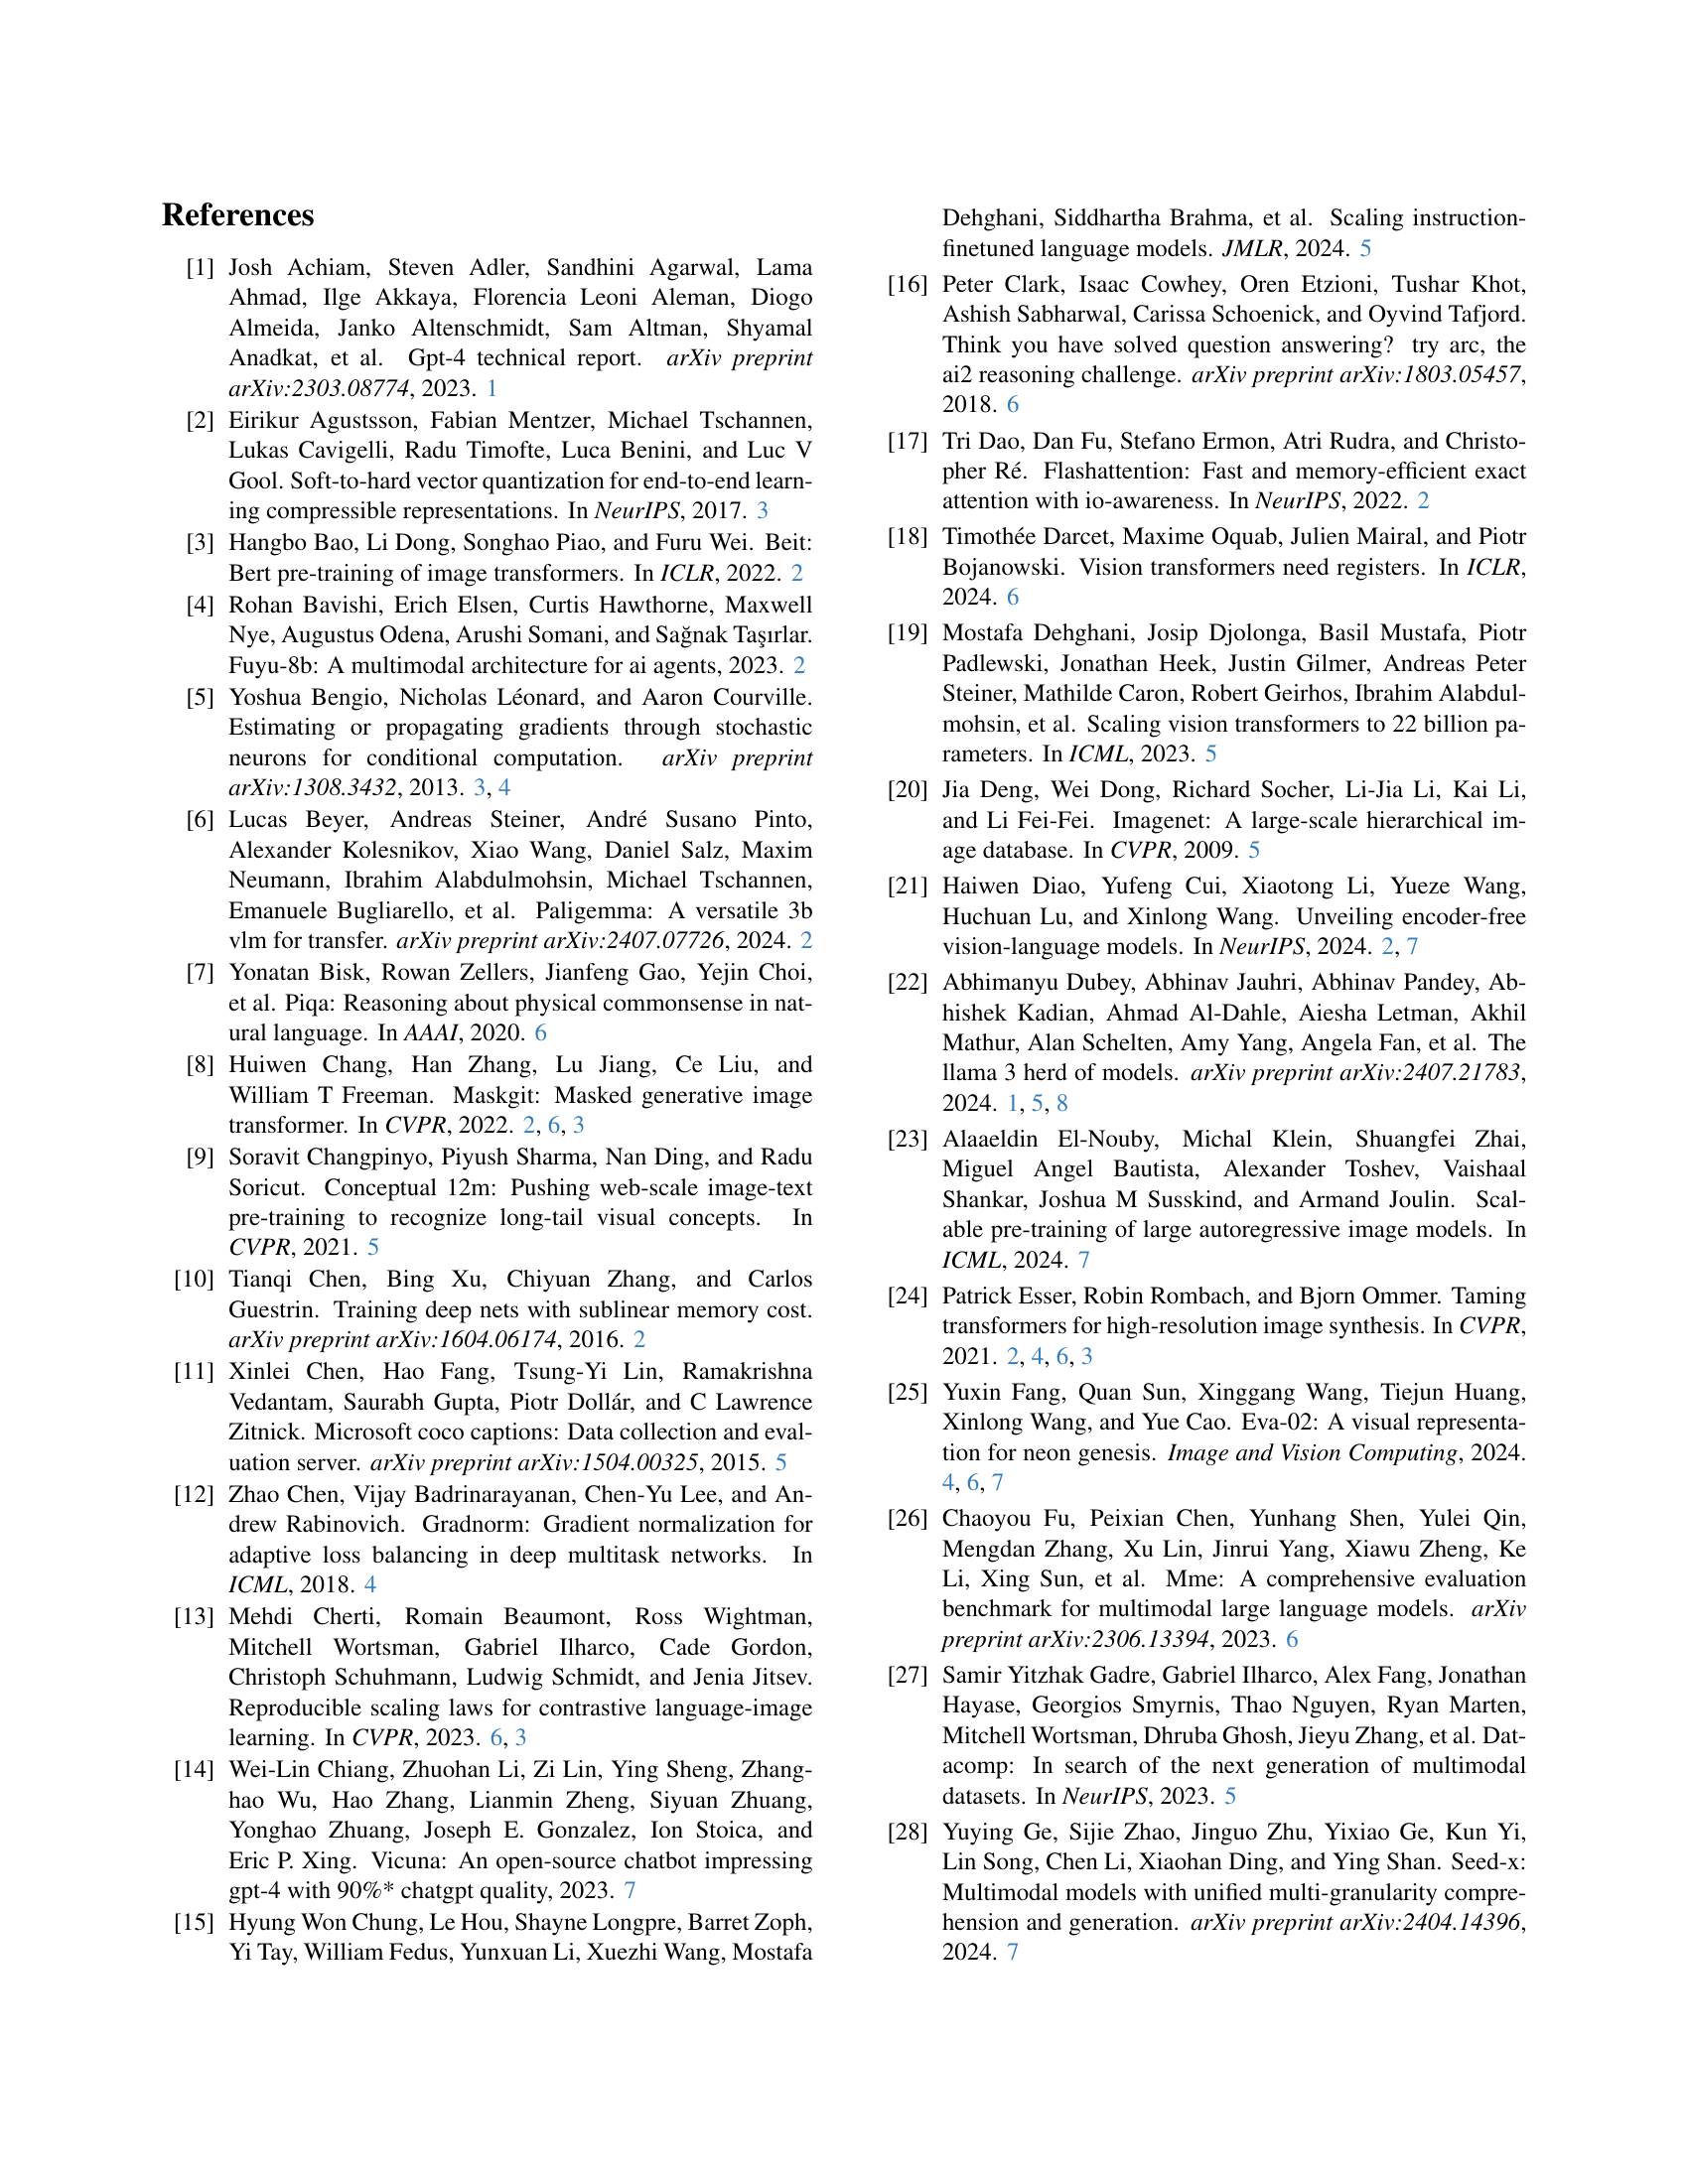 References
[1] Josh Achiam, Steven Adler, Sandhini Agarwal, Lama
Ahmad, Ilge Akkaya, Florencia Leoni Aleman, Diogo
Almeida, Janko Altenschmidt, Sam Altman, Shyamal
Anadkat, et al. Gpt-4 technical report. arXiv preprint
arXiv:2303.08774, 2023. 1
[2] Eirikur Agustsson, Fabian Mentzer, Michael Tschannen,
Lukas Cavigelli, Radu Timofte, Luca Benini, and Luc V
Gool. Soft-to-hard vector quantization for end-to-end learn-
ing compressible representations. In NeurIPS, 2017. 3
[3] Hangbo Bao, Li Dong, Songhao Piao, and Furu Wei. Beit:
Bert pre-training of image transformers. In ICLR, 2022. 2
[4] Rohan Bavishi, Erich Elsen, Curtis Hawthorne, Maxwell
Nye, Augustus Odena, Arushi Somani, and Sağnak Taşırlar.
Fuyu-8b: A multimodal architecture for ai agents, 2023. 2
[5] Yoshua Bengio, Nicholas Léonard, and Aaron Courville.
Estimating or propagating gradients through stochastic
neurons for conditional computation. arXiv preprint
arXiv:1308.3432, 2013. 3, 4
[6] Lucas Beyer, Andreas Steiner, André Susano Pinto,
Alexander Kolesnikov, Xiao Wang, Daniel Salz, Maxim
Neumann, Ibrahim Alabdulmohsin, Michael Tschannen,
Emanuele Bugliarello, et al. Paligemma: A versatile 3b
vlm for transfer. arXiv preprint arXiv:2407.07726, 2024. 2
[7] Yonatan Bisk, Rowan Zellers, Jianfeng Gao, Yejin Choi,
et al. Piqa: Reasoning about physical commonsense in nat-
ural language. In AAAI, 2020. 6
[8] Huiwen Chang, Han Zhang, Lu Jiang, Ce Liu, and
William T Freeman. Maskgit: Masked generative image
transformer. In CVPR, 2022. 2, 6, 3
[9] Soravit Changpinyo, Piyush Sharma, Nan Ding, and Radu
Soricut. Conceptual 12m: Pushing web-scale image-text
pre-training to recognize long-tail visual concepts. In
CVPR, 2021. 5
[10] Tianqi Chen, Bing Xu, Chiyuan Zhang, and Carlos
Guestrin. Training deep nets with sublinear memory cost.
arXiv preprint arXiv:1604.06174, 2016. 2
[11] Xinlei Chen, Hao Fang, Tsung-Yi Lin, Ramakrishna
Vedantam, Saurabh Gupta, Piotr Dollár, and C Lawrence
Zitnick. Microsoft coco captions: Data collection and eval-
uation server. arXiv preprint arXiv:1504.00325, 2015. 5
[12] Zhao Chen, Vijay Badrinarayanan, Chen-Yu Lee, and An-
drew Rabinovich. Gradnorm: Gradient normalization for
adaptive loss balancing in deep multitask networks. In
ICML, 2018. 4
[13] Mehdi Cherti, Romain Beaumont, Ross Wightman,
Mitchell Wortsman, Gabriel Ilharco, Cade Gordon,
Christoph Schuhmann, Ludwig Schmidt, and Jenia Jitsev.
Reproducible scaling laws for contrastive language-image
learning. In CVPR, 2023. 6, 3
[14] Wei-Lin Chiang, Zhuohan Li, Zi Lin, Ying Sheng, Zhang-
hao Wu, Hao Zhang, Lianmin Zheng, Siyuan Zhuang,
Yonghao Zhuang, Joseph E. Gonzalez, Ion Stoica, and
Eric P. Xing. Vicuna: An open-source chatbot impressing
gpt-4 with 90%* chatgpt quality, 2023. 7
[15] Hyung Won Chung, Le Hou, Shayne Longpre, Barret Zoph,
Yi Tay, William Fedus, Yunxuan Li, Xuezhi Wang, Mostafa
Dehghani, Siddhartha Brahma, et al. Scaling instruction-
finetuned language models. JMLR, 2024. 5
[16] Peter Clark, Isaac Cowhey, Oren Etzioni, Tushar Khot,
Ashish Sabharwal, Carissa Schoenick, and Oyvind Tafjord.
Think you have solved question answering? try arc, the
ai2 reasoning challenge. arXiv preprint arXiv:1803.05457,
2018. 6
[17] Tri Dao, Dan Fu, Stefano Ermon, Atri Rudra, and Christo-
pher Ré. Flashattention: Fast and memory-efficient exact
attention with io-awareness. In NeurIPS, 2022. 2
[18] Timothée Darcet, Maxime Oquab, Julien Mairal, and Piotr
Bojanowski. Vision transformers need registers. In ICLR,
2024. 6
[19] Mostafa Dehghani, Josip Djolonga, Basil Mustafa, Piotr
Padlewski, Jonathan Heek, Justin Gilmer, Andreas Peter
Steiner, Mathilde Caron, Robert Geirhos, Ibrahim Alabdul-
mohsin, et al. Scaling vision transformers to 22 billion pa-
rameters. In ICML, 2023. 5
[20] Jia Deng, Wei Dong, Richard Socher, Li-Jia Li, Kai Li,
and Li Fei-Fei. Imagenet: A large-scale hierarchical im-
age database. In CVPR, 2009. 5
[21] Haiwen Diao, Yufeng Cui, Xiaotong Li, Yueze Wang,
Huchuan Lu, and Xinlong Wang. Unveiling encoder-free
vision-language models. In NeurIPS, 2024. 2, 7
[22] Abhimanyu Dubey, Abhinav Jauhri, Abhinav Pandey, Ab-
hishek Kadian, Ahmad Al-Dahle, Aiesha Letman, Akhil
Mathur, Alan Schelten, Amy Yang, Angela Fan, et al. The
llama 3 herd of models. arXiv preprint arXiv:2407.21783,
2024. 1, 5, 8
[23] Alaaeldin El-Nouby, Michal Klein, Shuangfei Zhai,
Miguel Angel Bautista, Alexander Toshev, Vaishaal
Shankar, Joshua M Susskind, and Armand Joulin. Scal-
able pre-training of large autoregressive image models. In
ICML, 2024. 7
[24] Patrick Esser, Robin Rombach, and Bjorn Ommer. Taming
transformers for high-resolution image synthesis. In CVPR,
2021. 2, 4, 6, 3
[25] Yuxin Fang, Quan Sun, Xinggang Wang, Tiejun Huang,
Xinlong Wang, and Yue Cao. Eva-02: A visual representa-
tion for neon genesis. Image and Vision Computing, 2024.
4, 6, 7
[26] Chaoyou Fu, Peixian Chen, Yunhang Shen, Yulei Qin,
Mengdan Zhang, Xu Lin, Jinrui Yang, Xiawu Zheng, Ke
Li, Xing Sun, et al. Mme: A comprehensive evaluation
benchmark for multimodal large language models. arXiv
preprint arXiv:2306.13394, 2023. 6
[27] Samir Yitzhak Gadre, Gabriel Ilharco, Alex Fang, Jonathan
Hayase, Georgios Smyrnis, Thao Nguyen, Ryan Marten,
Mitchell Wortsman, Dhruba Ghosh, Jieyu Zhang, et al. Dat-
acomp: In search of the next generation of multimodal
datasets. In NeurIPS, 2023. 5
[28] Yuying Ge, Sijie Zhao, Jinguo Zhu, Yixiao Ge, Kun Yi,
Lin Song, Chen Li, Xiaohan Ding, and Ying Shan. Seed-x:
Multimodal models with unified multi-granularity compre-
hension and generation. arXiv preprint arXiv:2404.14396,
2024. 7